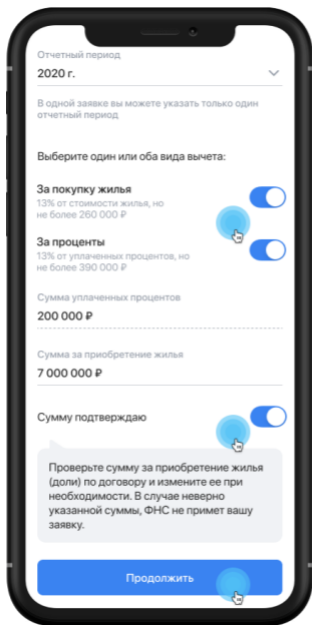 Отчетный период
2020 г.
В одной заявке вы можете указать только один
отчетный период
Выберите один или оба вида вычета:
За покупку жилья
13% от стоимости жилья, но
не более 260 000 ₽
За проценты
13% от уплаченных процентов, но
не более 390 000 ₽
Сумма уплаченных процентов
200 000 ₽
Сумма за приобретение жилья
7 000 000 ₽
Сумму подтверждаю
Проверьте сумму за приобретение жилья
(доли) по договору и измените ее при
необходимости. В случае неверно
указанной суммы, ФНС не примет вашу
заявку.
Продолжить